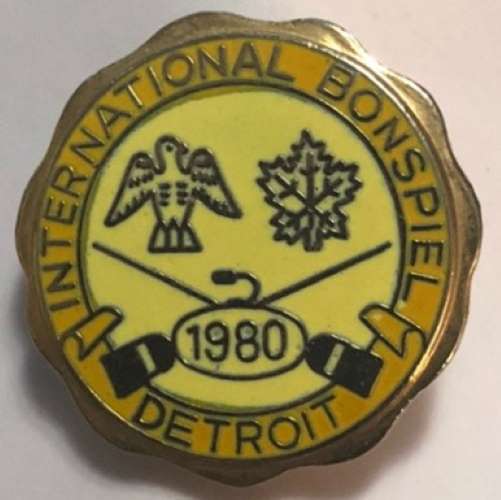 INTERNATIONAL BONSPIEL
1980
DETROIT